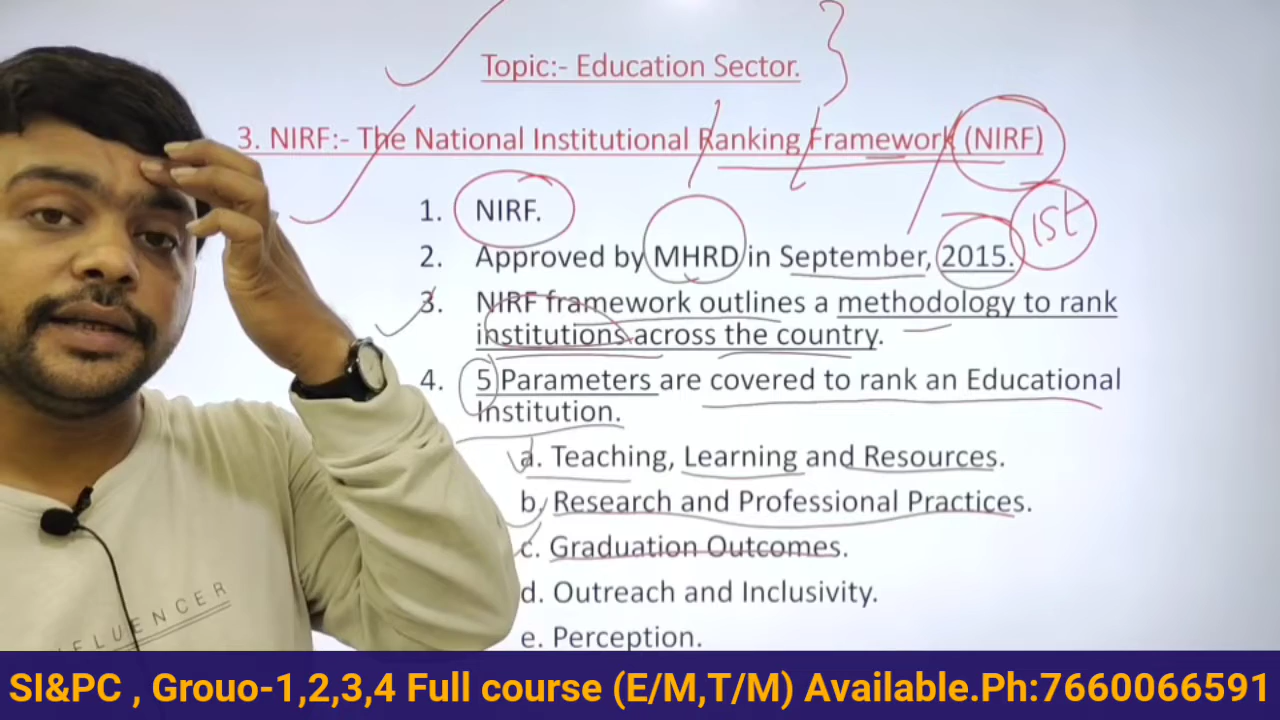 Topic:- Education Sector.
3. NIRF:- The National Institutional Ranking Framework (NIRF)
1. NIRF.
1st
2. Approved by MHRD in September, 2015.
3. NIRF framework outlines a methodology to rank
institutions across the country.
4. 5 Parameters are covered to rank an Educational
Institution.
a. Teaching, Learning and Resources.
b. Research and Professional Practices.
c. Graduation Outcomes.
d. Outreach and Inclusivity.
e. Perception.
NFLUENCER
SI&PC , Grouo-1,2,3,4 Full course (E/M,T/M) Available.Ph:7660066591